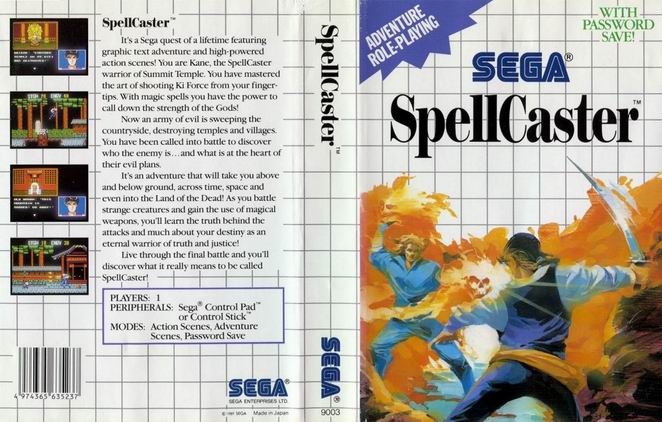 SpellCaster™
It's a Sega quest of a lifetime featuring
graphic text adventure and high-powered
action scenes! You are Kane, the SpellCaster
warrior of Summit Temple. You have mastered
the art of shooting Ki Force from your finger-
tips. With magic spells you have the power to
call down the strength of the Gods!
Now an army of evil is sweeping the
countryside, destroying temples and villages.
You have been called into battle to discover
who the enemy is...and what is at the heart of
their evil plans.
It's an adventure that will take you above
and below ground, across time, space and
even into the Land of the Dead! As you battle
strange creatures and gain the use of magical
weapons, you'll learn the truth behind the
attacks and much about your destiny as an
eternal warrior of truth and justice!
Live through the final battle and you'll
discover what it really means to be called
SpellCaster!
PLAYERS: 1
PERIPHERALS: Sega® Control Pad™
or Control Stick™
MODES: Action Scenes, Adventure
Scenes, Password Save
4 974365 635237
SEGA®
SEGA ENTERPRISES LTD.
© 1987 SEGA Made in Japan
SpellCaster™
SEGA®
9003
ADVENTURE
ROLE-PLAYING
WITH
PASSWORD
SAVE!
SEGA®
SpellCaster™